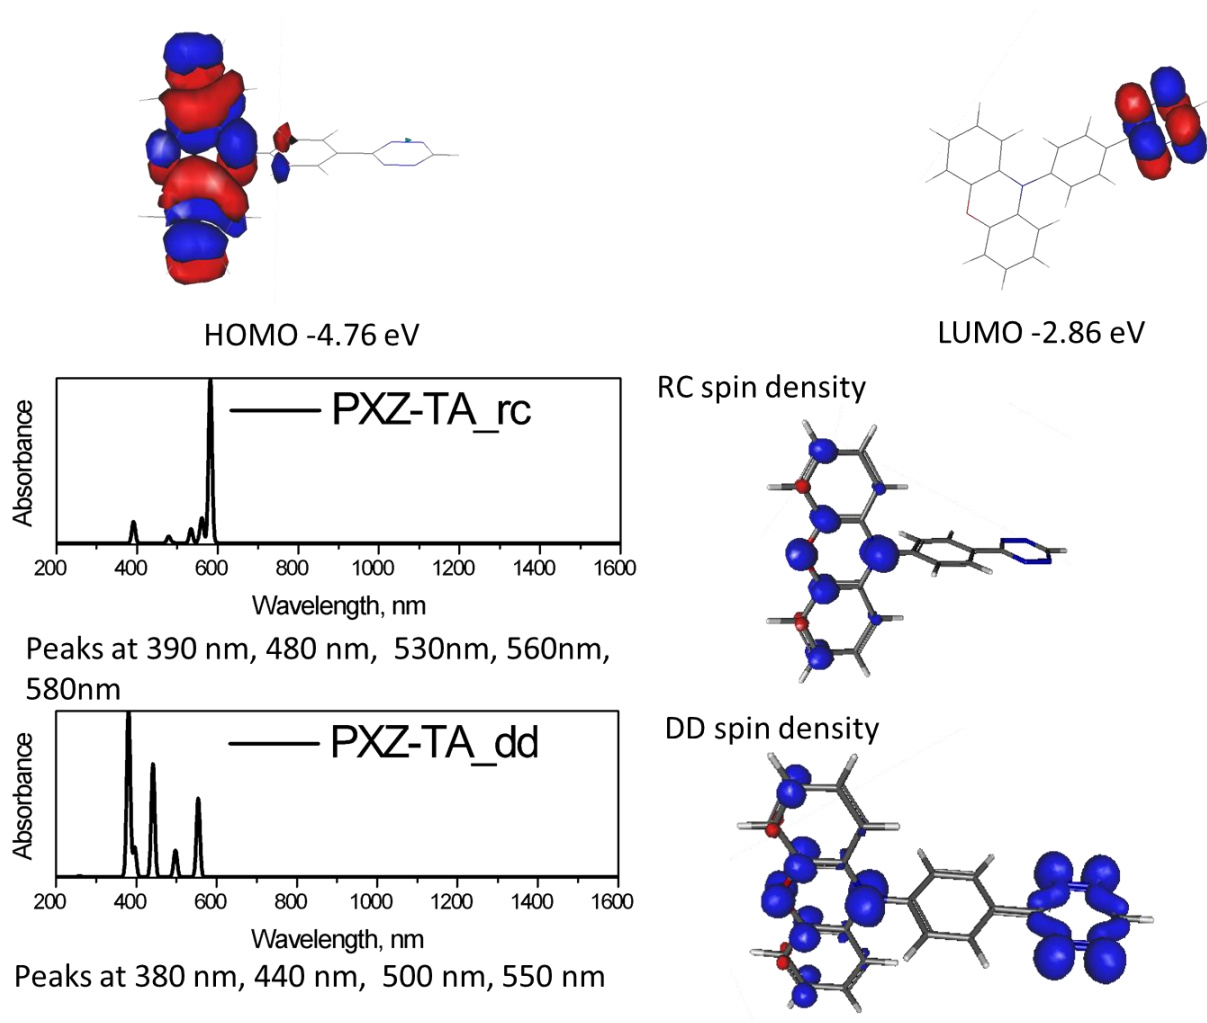 HOMO -4.76 eV
LUMO -2.86 eV
Absorbance
PXZ-TA_rc
200 400 600 800 1000 1200 1400 1600
Wavelength, nm
Peaks at 390 nm, 480 nm, 530nm, 560nm,
580nm
RC spin density
Absorbance
PXZ-TA_dd
200 400 600 800 1000 1200 1400 1600
Wavelength, nm
Peaks at 380 nm, 440 nm, 500 nm, 550 nm
DD spin density